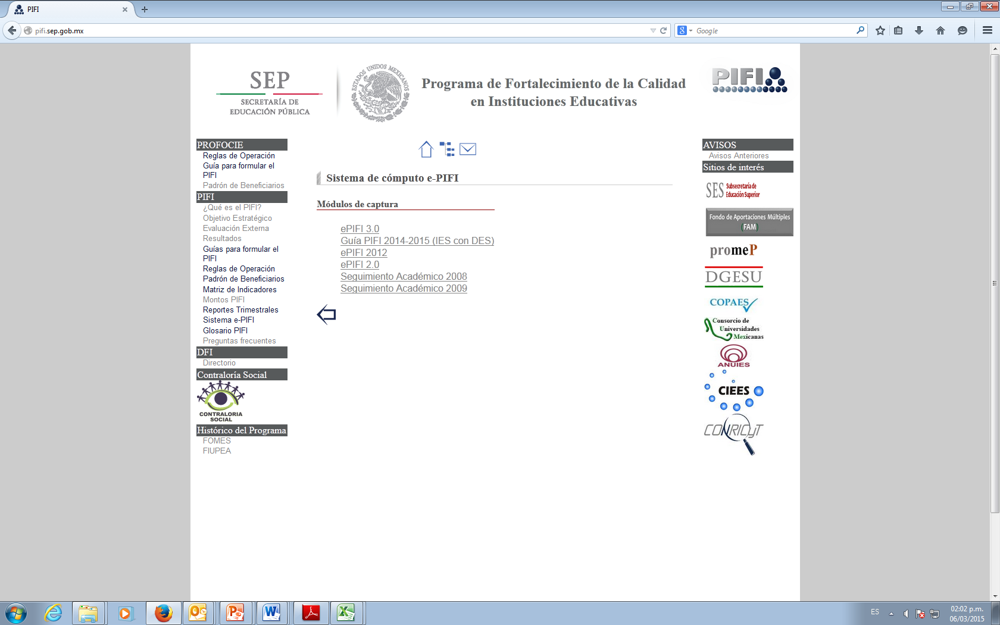 PIFI
pifi.sep.gob.mx
Google
SEP
SECRETARÍA DE
EDUCACIÓN PÚBLICA
ESTADOS UNIDOS MEXICANOS
Programa de Fortalecimiento de la Calidad
en Instituciones Educativas
PIFI
PROFOCIE
Reglas de Operación
Guía para formular el
PIFI
Padrón de Beneficiarios
PIFI
¿Qué es el PIFI?
Objetivo Estratégico
Evaluación Externa
Resultados
Guías para formular el
PIFI
Reglas de Operación
Padrón de Beneficiarios
Matriz de Indicadores
Montos PIFI
Reportes Trimestrales
Sistema e-PIFI
Glosario PIFI
Preguntas frecuentes
DFI
Directorio
Contraloría Social
CONTRALORIA
SOCIAL
Histórico del Programa
FOMES
FIUPEA
Sistema de cómputo e-PIFI
Módulos de captura
ePIFI 3.0
Guía PIFI 2014-2015 (IES con DES)
ePIFI 2012
ePIFI 2.0
Seguimiento Académico 2008
Seguimiento Académico 2009
AVISOS
Avisos Anteriores
Sitios de interés
SES Subsecretaría de
Educación Superior
Fondo de Aportaciones Múltiples
(FAM)
promeP
DGESU
COPAES
Consorcio de
Universidades
Mexicanas
ANUIES
CIEES
CONRICyT
ES
02:02 p.m.
06/03/2015